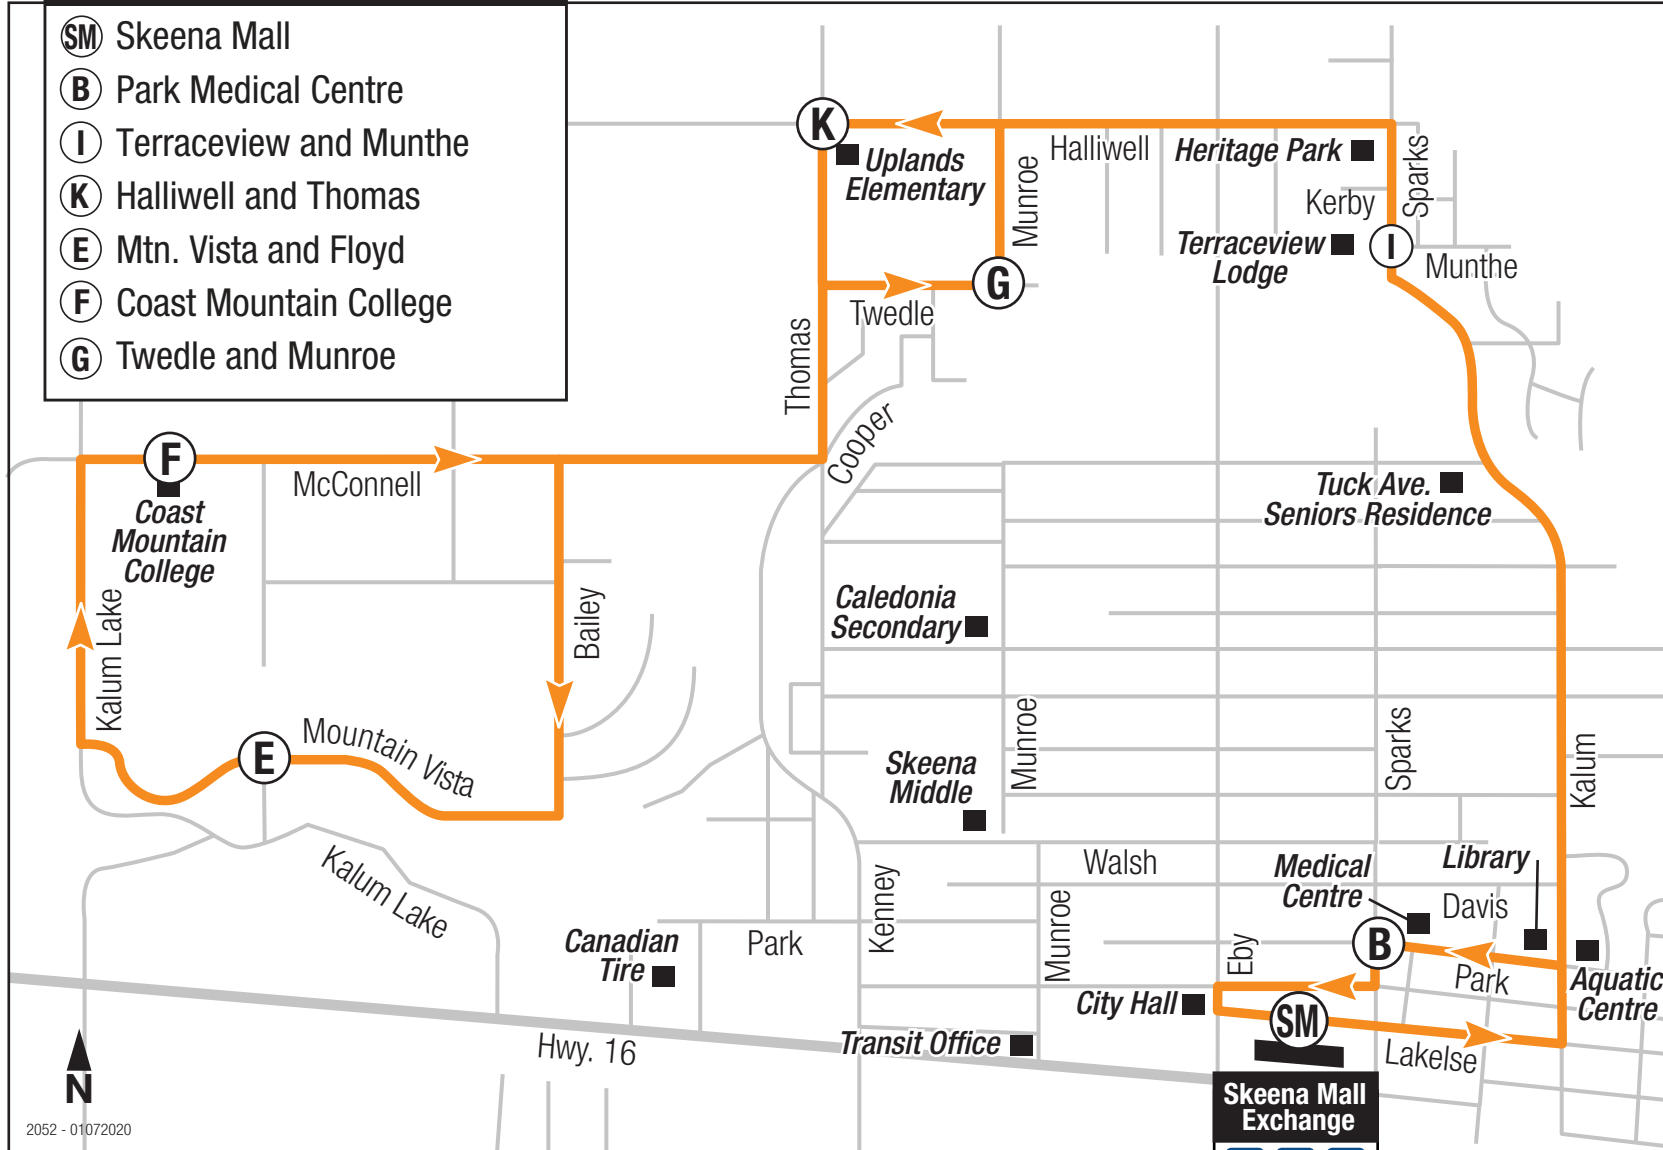 SM Skeena Mall
B Park Medical Centre
I Terraceview and Munthe
K Halliwell and Thomas
E Mtn. Vista and Floyd
F Coast Mountain College
G Twedle and Munroe
K
Uplands
Elementary
Munroe
Halliwell
Heritage Park
Sparks
Kerby
Terraceview
Lodge
I
Munthe
G
Twedle
Thomas
Cooper
F
McConnell
Coast
Mountain
College
Kalum Lake
Bailey
Tuck Ave.
Seniors Residence
Caledonia
Secondary
E
Mountain Vista
Skeena
Middle
Munroe
Sparks
Kalum
Kalum Lake
Walsh
Medical
Centre
Library
Davis
Canadian
Tire
Park
Kenney
Munroe
Eby
B
Park
Aquatic
Centre
City Hall
SM
Lakelse
Transit Office
Hwy. 16
Skeena Mall
Exchange
N
2052 - 01072020